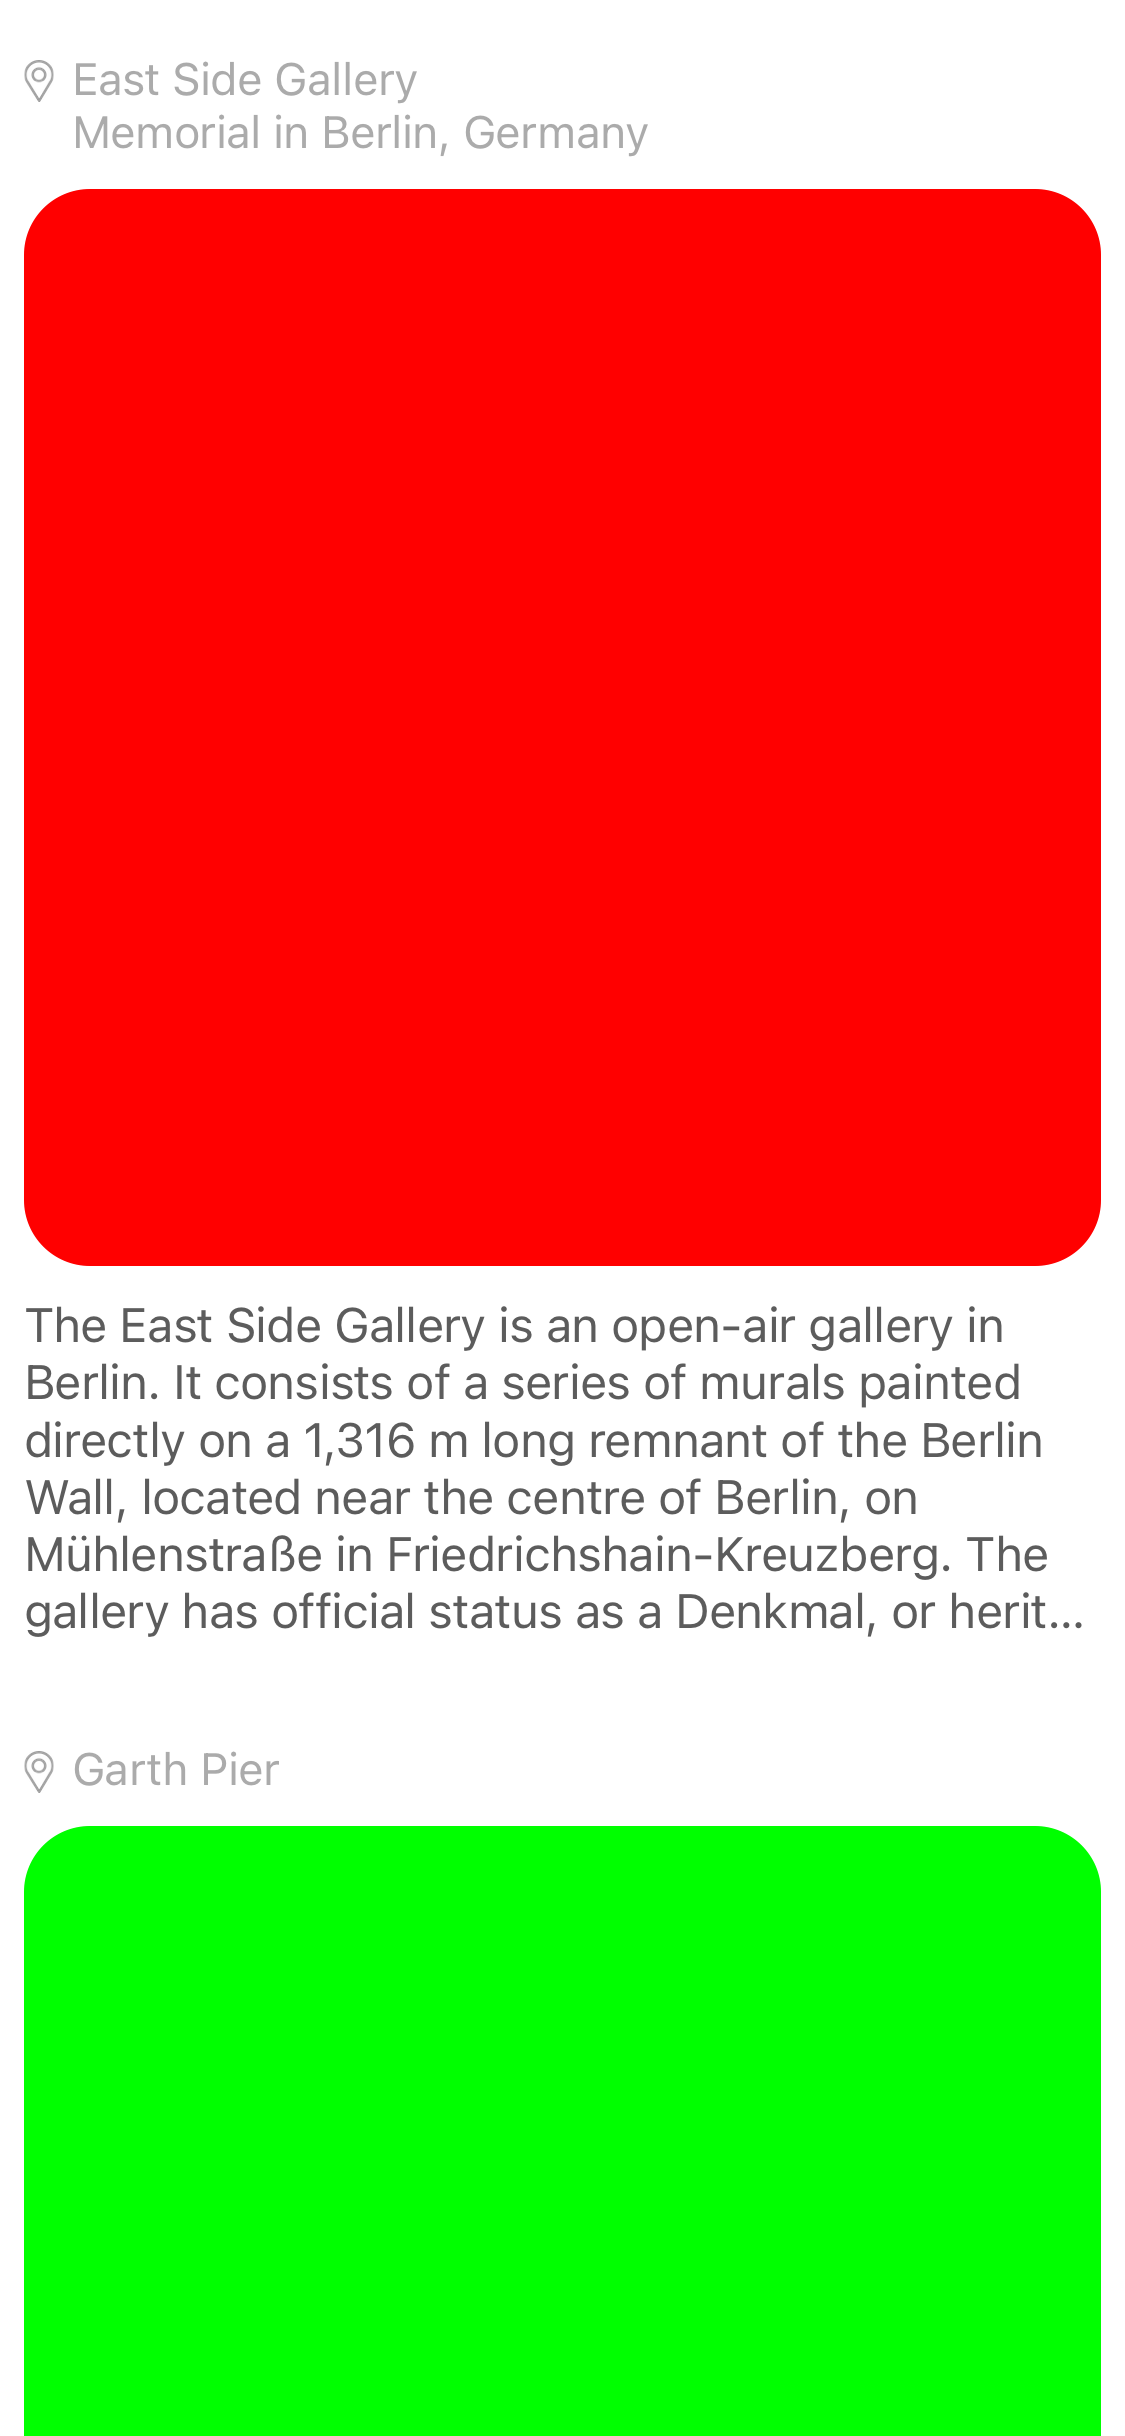 East Side Gallery
Memorial in Berlin, Germany
The East Side Gallery is an open-air gallery in
Berlin. It consists of a series of murals painted
directly on a 1,316 m long remnant of the Berlin
Wall, located near the centre of Berlin, on
Mühlenstraße in Friedrichshain-Kreuzberg. The
gallery has official status as a Denkmal, or herit...
Garth Pier